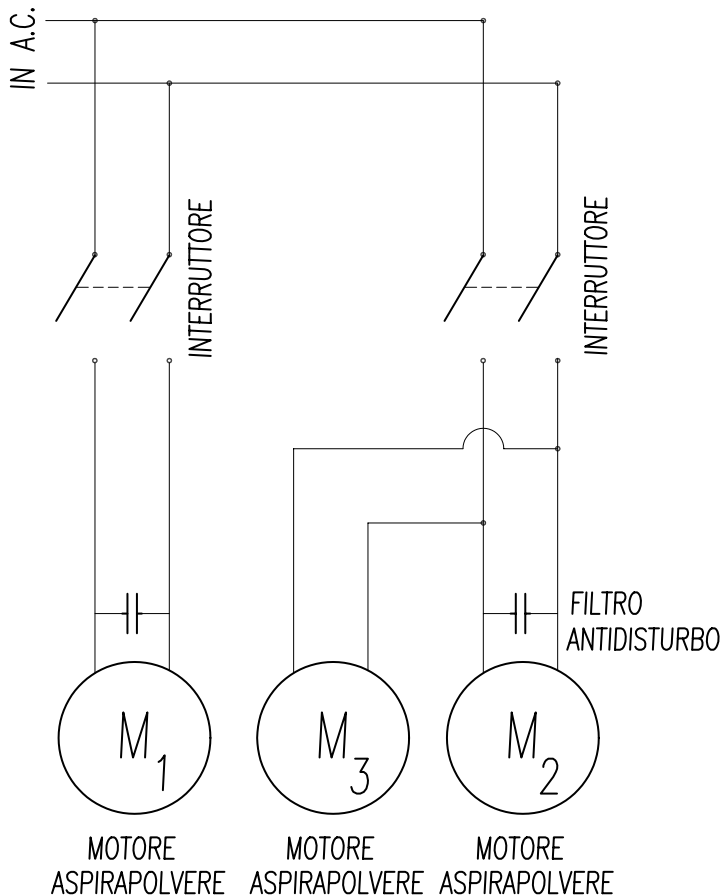 IN A.C.
INTERRUTTORE
INTERRUTTORE
FILTRO
ANTIDISTURBO
M1
M3
M2
MOTORE
ASPIRAPOLVERE
MOTORE
ASPIRAPOLVERE
MOTORE
ASPIRAPOLVERE